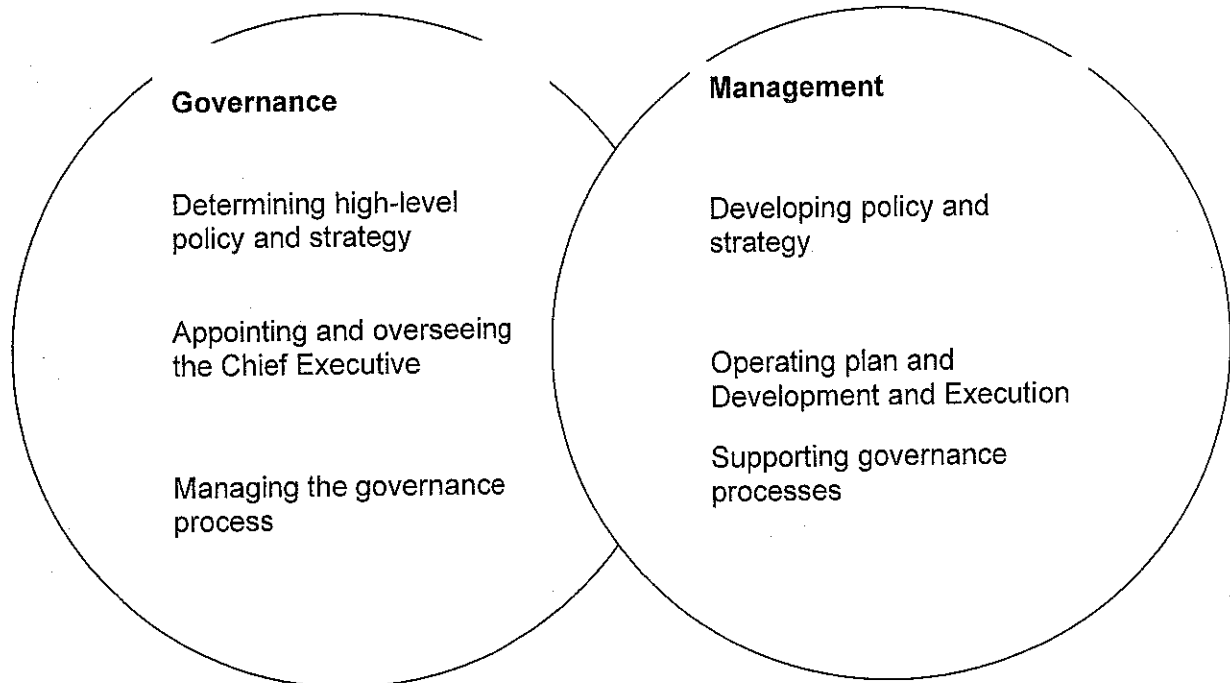 Governance
Determining high-level
policy and strategy
Appointing and overseeing
the Chief Executive
Managing the governance
process
Management
Developing policy and
strategy
Operating plan and
Development and Execution
Supporting governance
processes